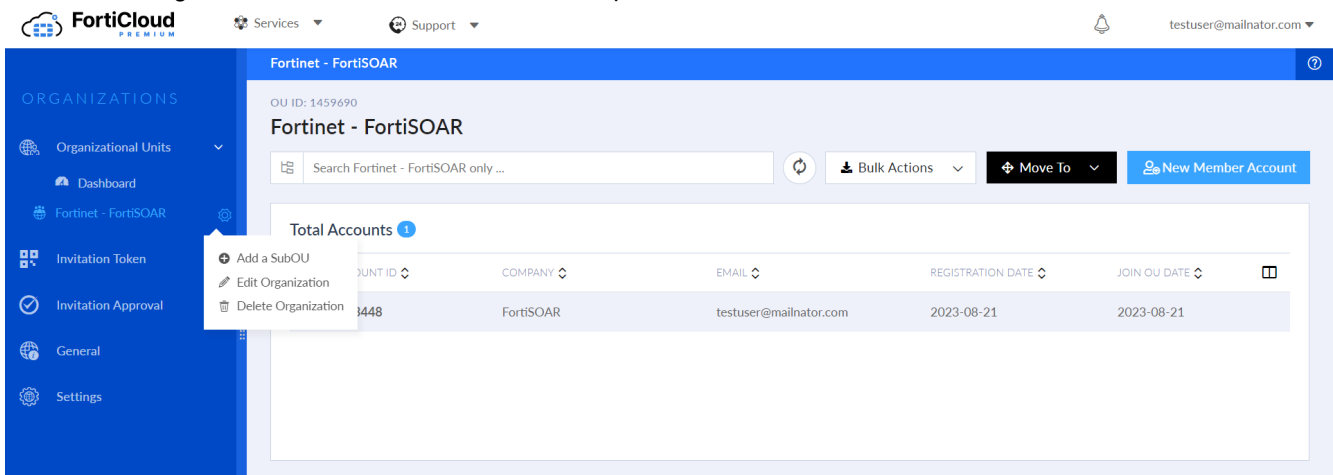 FortiCloud
PREMIUM
Services
24
Support
testuser@mailnator.com
Fortinet - FortiSOAR
ORGANIZATIONS
Organizational Units
Dashboard
Fortinet - FortiSOAR
Invitation Token
Invitation Approval
General
Settings
Add a SubOU
Edit Organization
Delete Organization
OU ID: 1459690
Fortinet - FortiSOAR
Search Fortinet - FortiSOAR only ...
Bulk Actions
Move To
New Member Account
Total Accounts 1
OUNT ID
COMPANY
EMAIL
REGISTRATION DATE
JOIN OU DATE
3448
FortiSOAR
testuser@mailnator.com
2023-08-21
2023-08-21